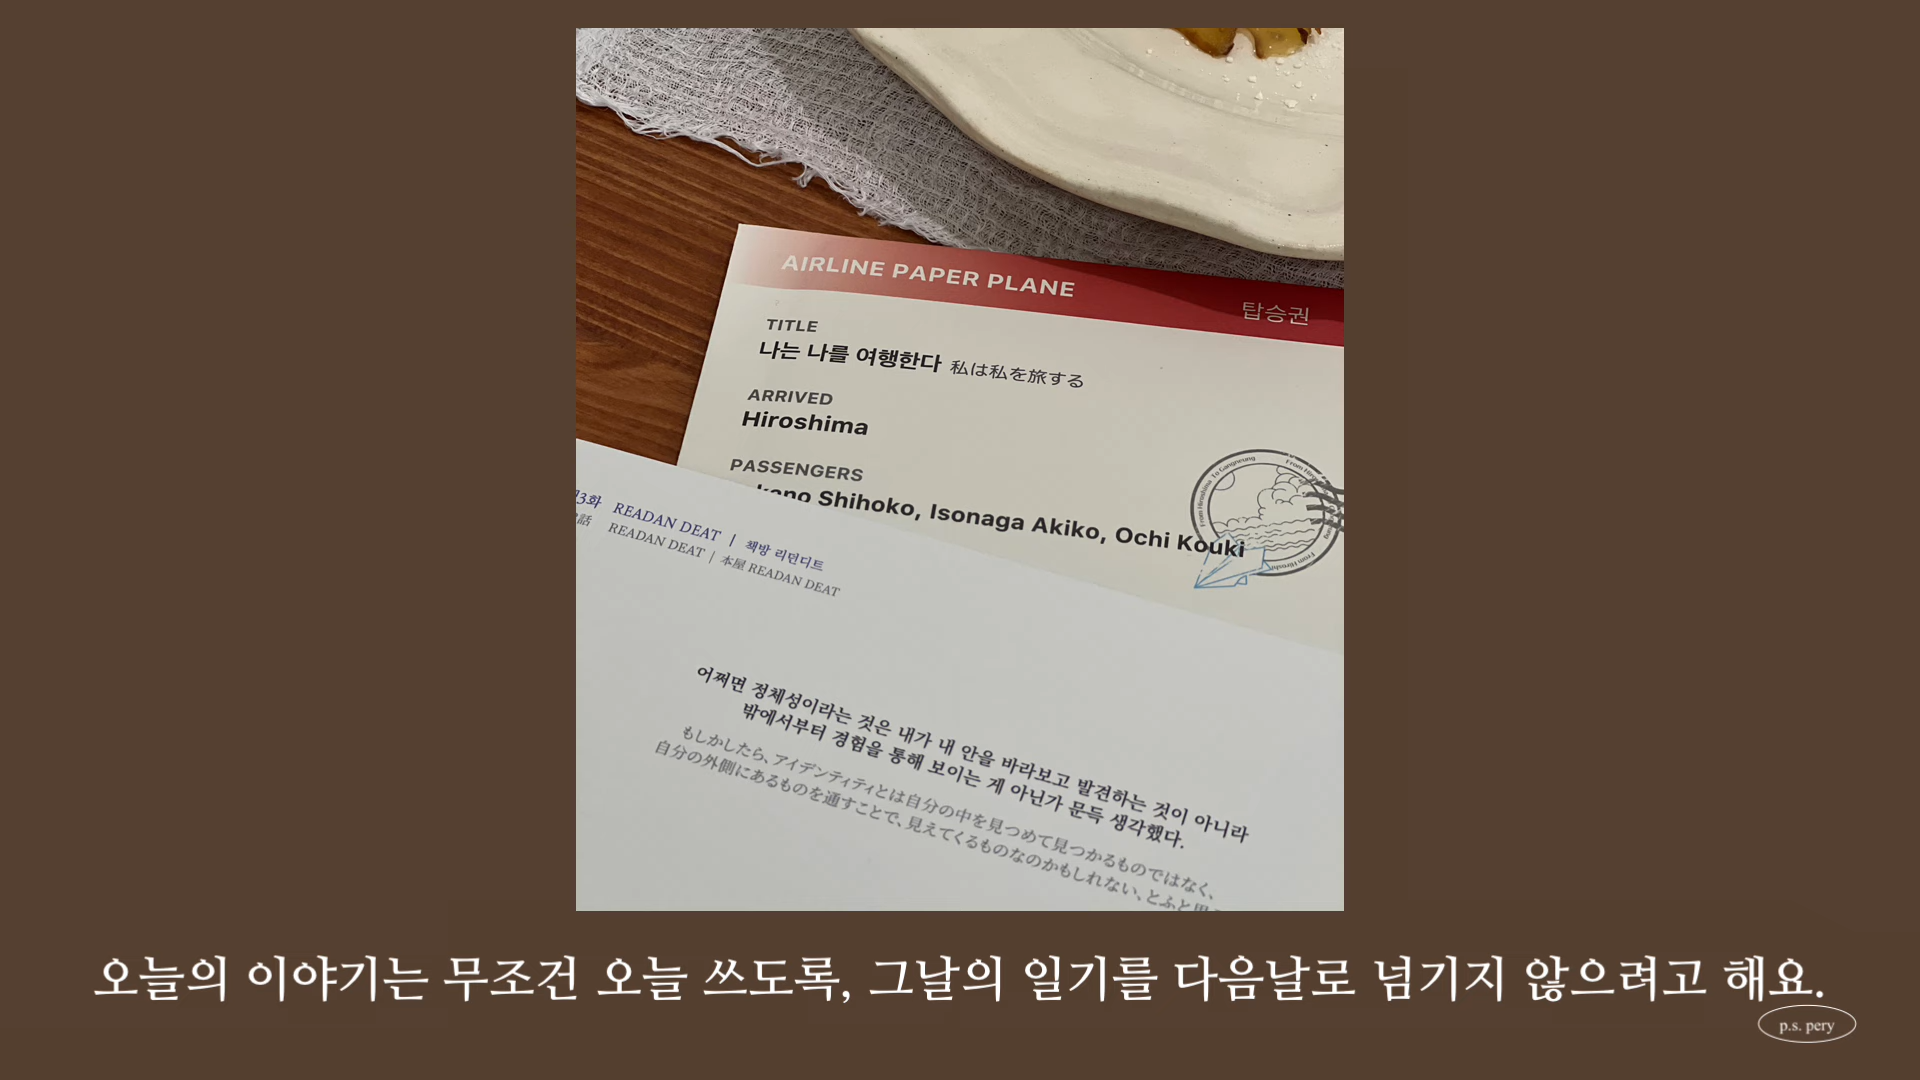 AIRLINE PAPER PLANE
탑승권
TITLE
나는 나를 여행한다 私は私を旅する
ARRIVED
Hiroshima
PASSENGERS
Shihoko, Isonaga Akiko, Ochi Kouki
From Hiroshima To Gangneung
13화 READAN DEAT | 책방 리던디트
話 READAN DEAT | 本屋 READAN DEAT
어쩌면 정체성이라는 것은 내가 내 안을 바라보고 발견하는 것이 아니라
밖에서부터 경험을 통해 보이는 게 아닌가 문득 생각했다.
もしかしたら、アイデンティティとは自分の中を見つめて見つかるものではなく、
自分の外側にあるものを通すことで、見えてくるものなのかもしれない、とふと
오늘의 이야기는 무조건 오늘 쓰도록, 그날의 일기를 다음날로 넘기지 않으려고 해요.
p.s. pery